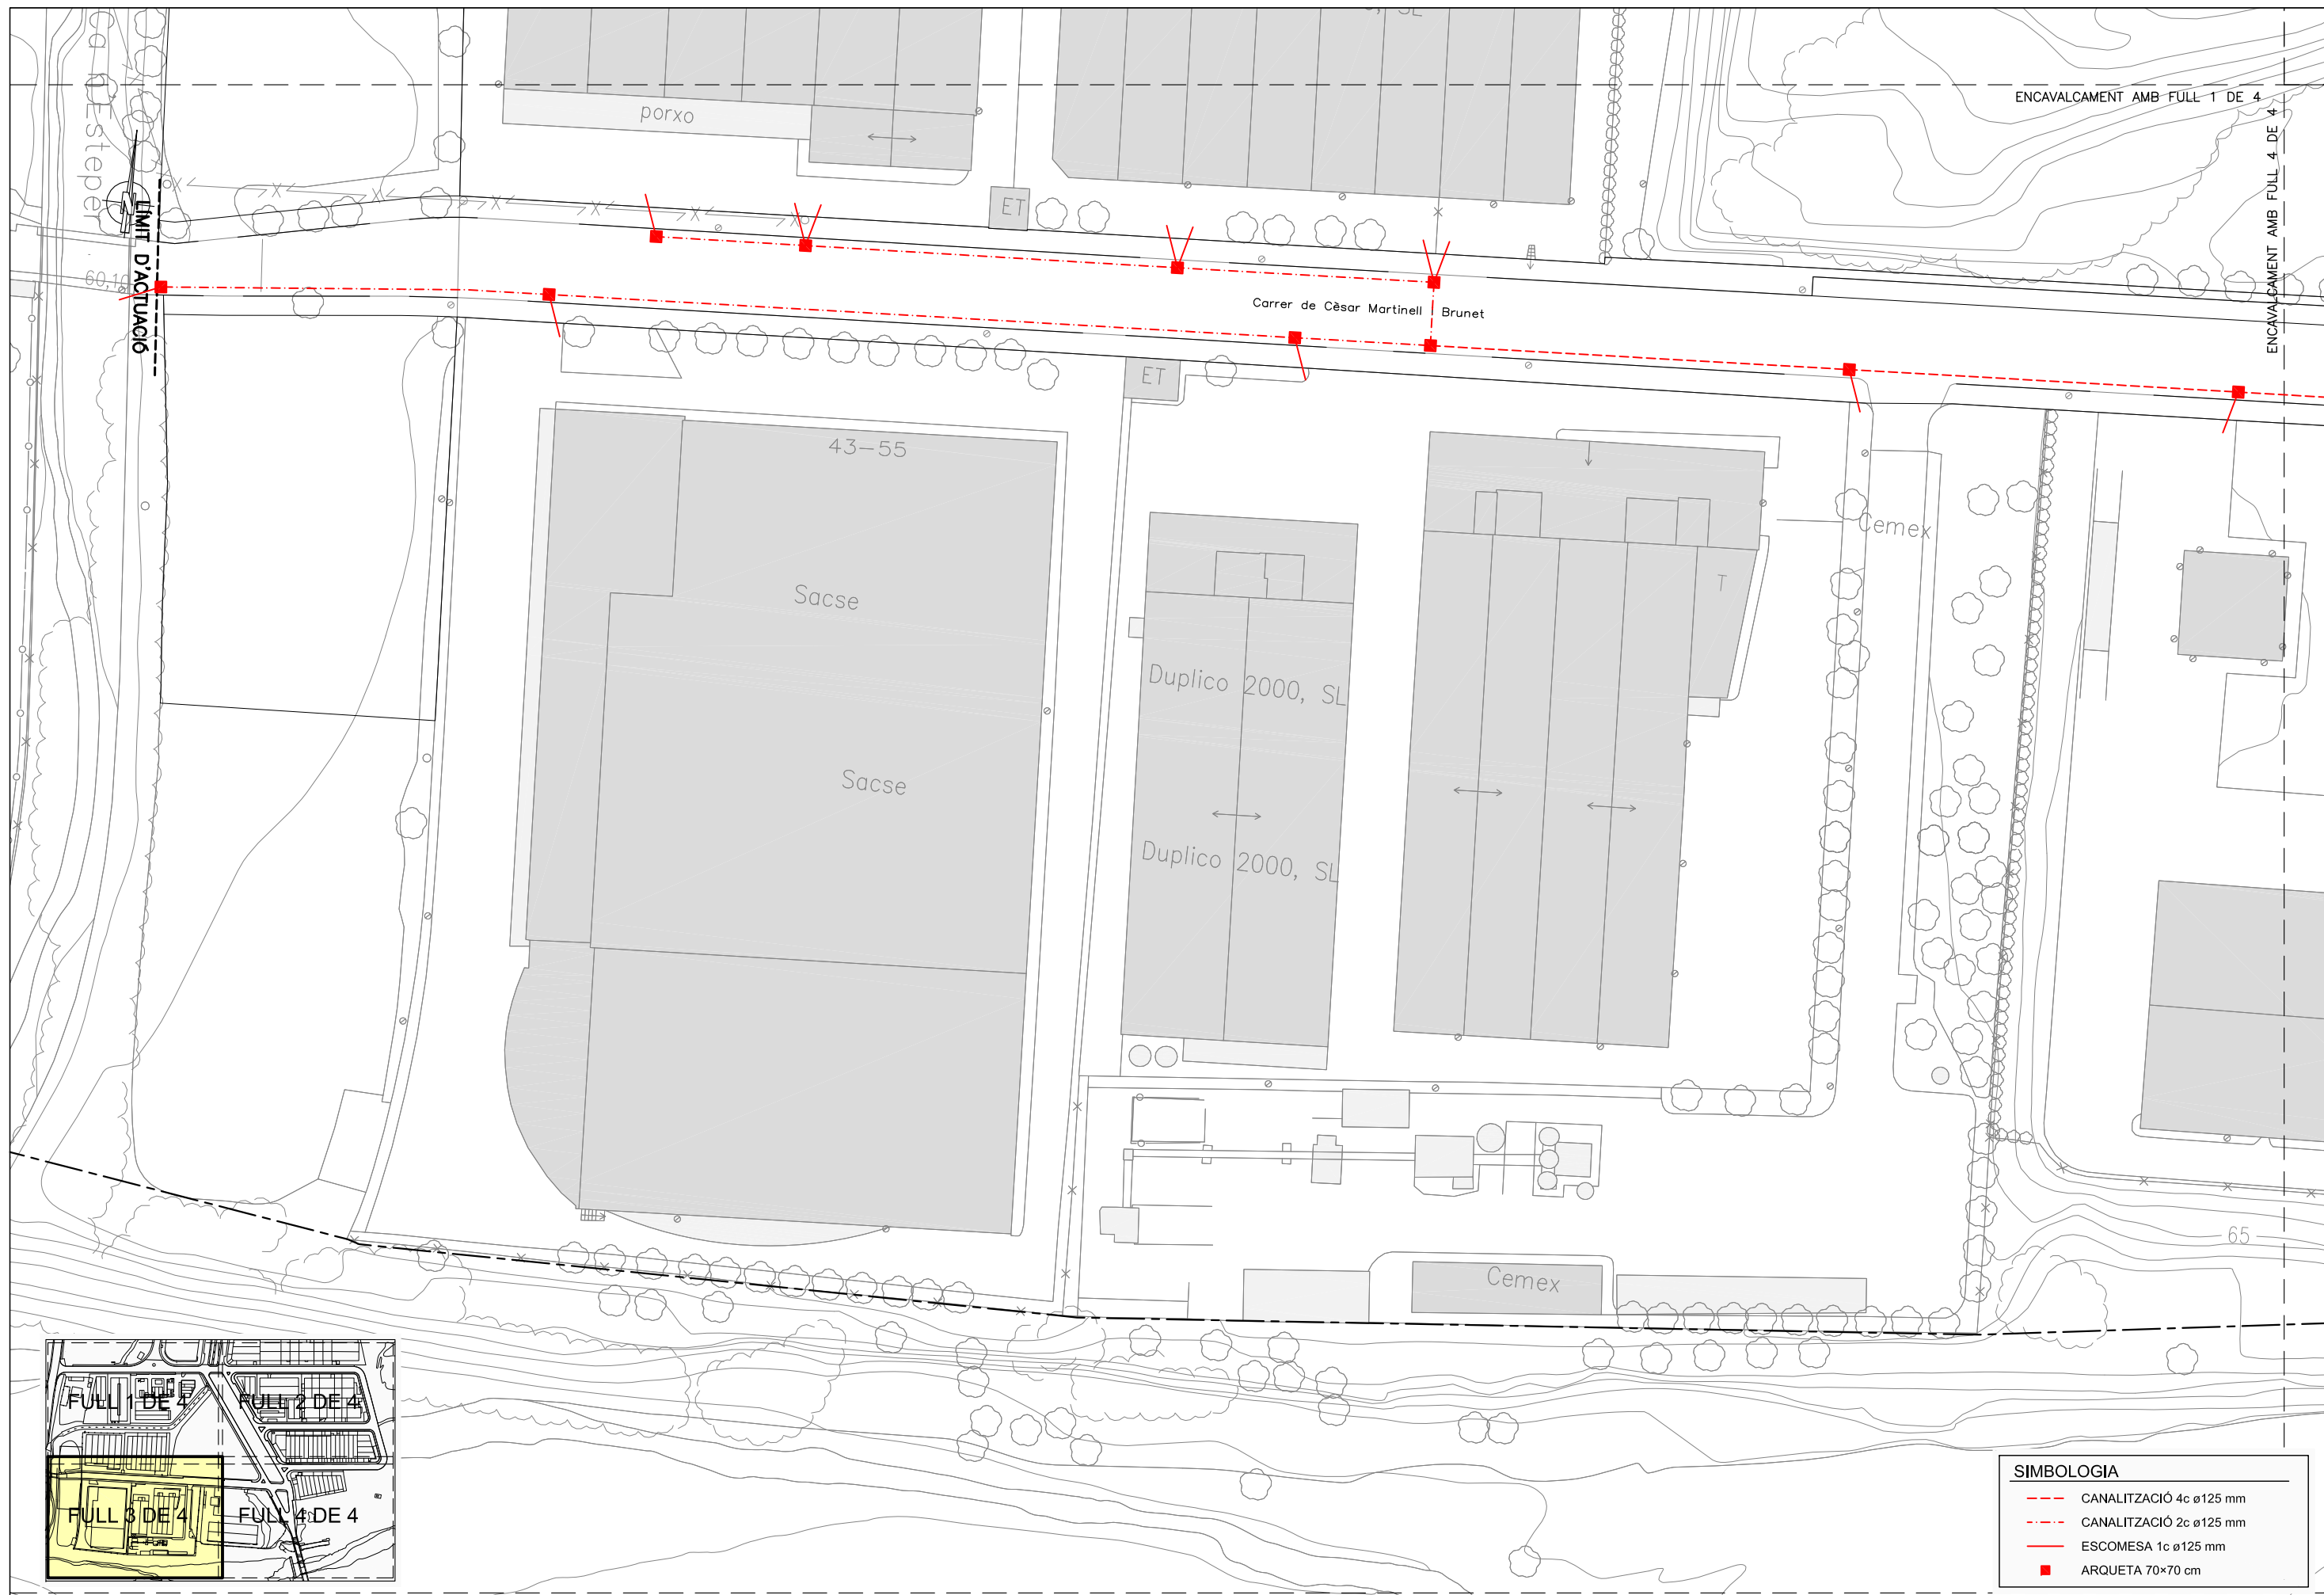 , SL
ENCAVALCAMENT AMB FULL 1 DE 4
ENCAVALCAMENT AMB FULL 4 DE 4
porxo
ET
LÍMIT D'ACTUACIÓ
Carrer de Cèsar Martinell i Brunet
ET
43-55
Cemex
T
Sacse
Duplico 2000, SL
Sacse
Duplico 2000, SL
65
Cemex
FULL 1 DE 4
FULL 2 DE 4
FULL 3 DE 4
FULL 4 DE 4
SIMBOLOGIA
CANALITZACIÓ 4c ø125 mm
CANALITZACIÓ 2c ø125 mm
ESCOMESA 1c ø125 mm
ARQUETA 70×70 cm